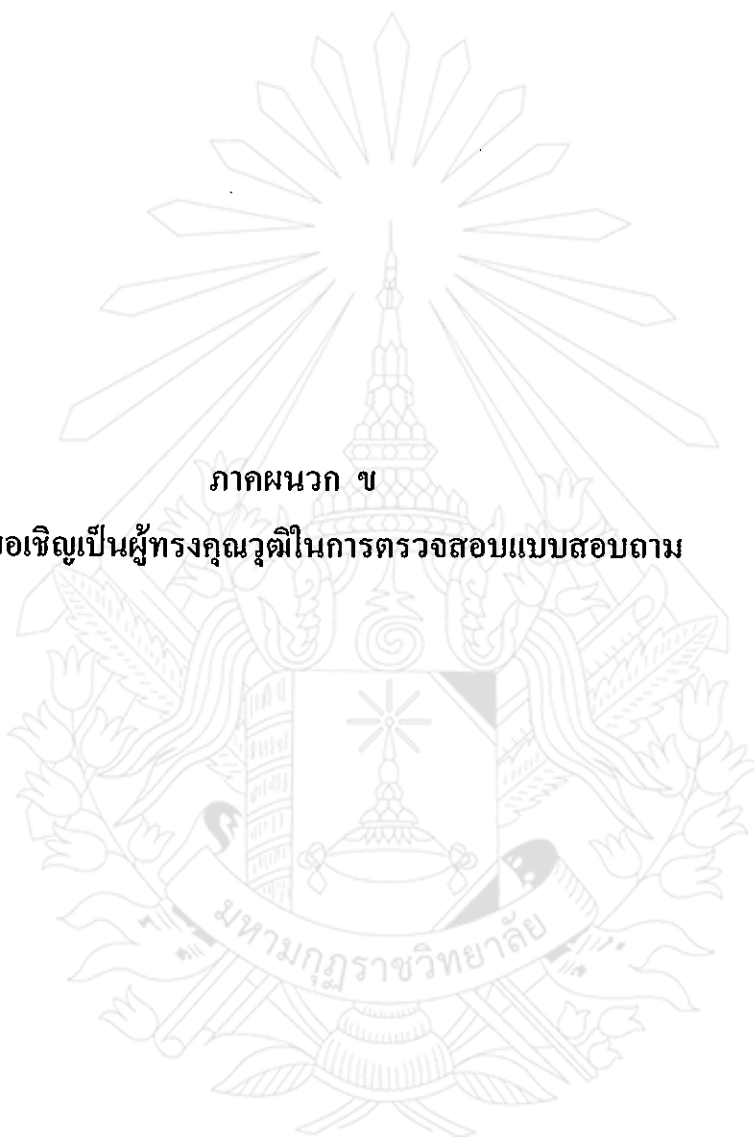 ภาคผนวก ข
ขอเชิญเป็นผู้ทรงคุณวุฒิในการตรวจสอบแบบสอบถาม
มหามกุฏราชวิทยาลัย